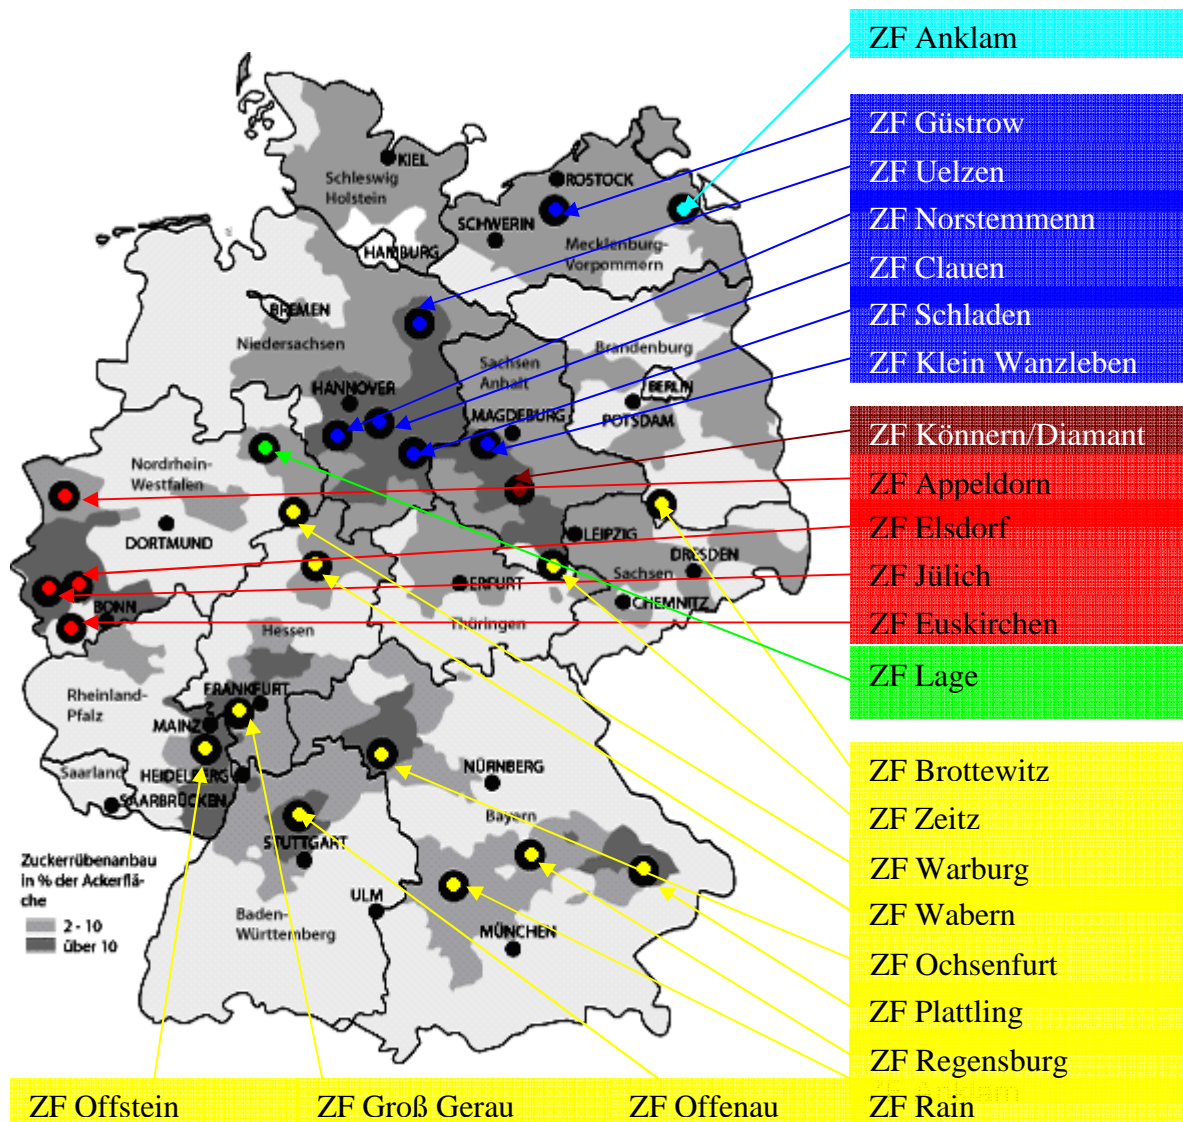 ZF Anklam
ZF Güstrow
ZF Uelzen
ZF Norstemmenn
ZF Clauen
ZF Schladen
ZF Klein Wanzleben
ZF Könnern/Diamant
ZF Appeldorn
ZF Elsdorf
ZF Jülich
ZF Euskirchen
ZF Lage
ZF Brottewitz
ZF Zeitz
ZF Warburg
ZF Wabern
ZF Ochsenfurt
ZF Plattling
ZF Regensburg
ZF Rain
ZF Offstein
ZF Groß Gerau
ZF Offenau
KIEL
Schleswig
Holstein
ROSTOCK
SCHWERIN
Mecklenburg-
Vorpommern
HAMBURG
BREMEN
Niedersachsen
HANNOVER
Sachsen
Anhalt
MAGDEBURG
Brandenburg
BERLIN
POTSDAM
Nordrhein-
Westfalen
DORTMUND
BONN
LEIPZIG
DRESDEN
Sachsen
CHEMNITZ
ERFURT
Thüringen
Hessen
FRANKFURT
Rheinland-
Pfalz
MAINZ
Saarland
SAARBRÜCKEN
HEIDELBERG
NÜRNBERG
Bayern
STUTTGART
ULM
Baden-
Württemberg
MÜNCHEN
Zuckerrübenanbau
in % der Ackerflä-
che
2 - 10
über 10